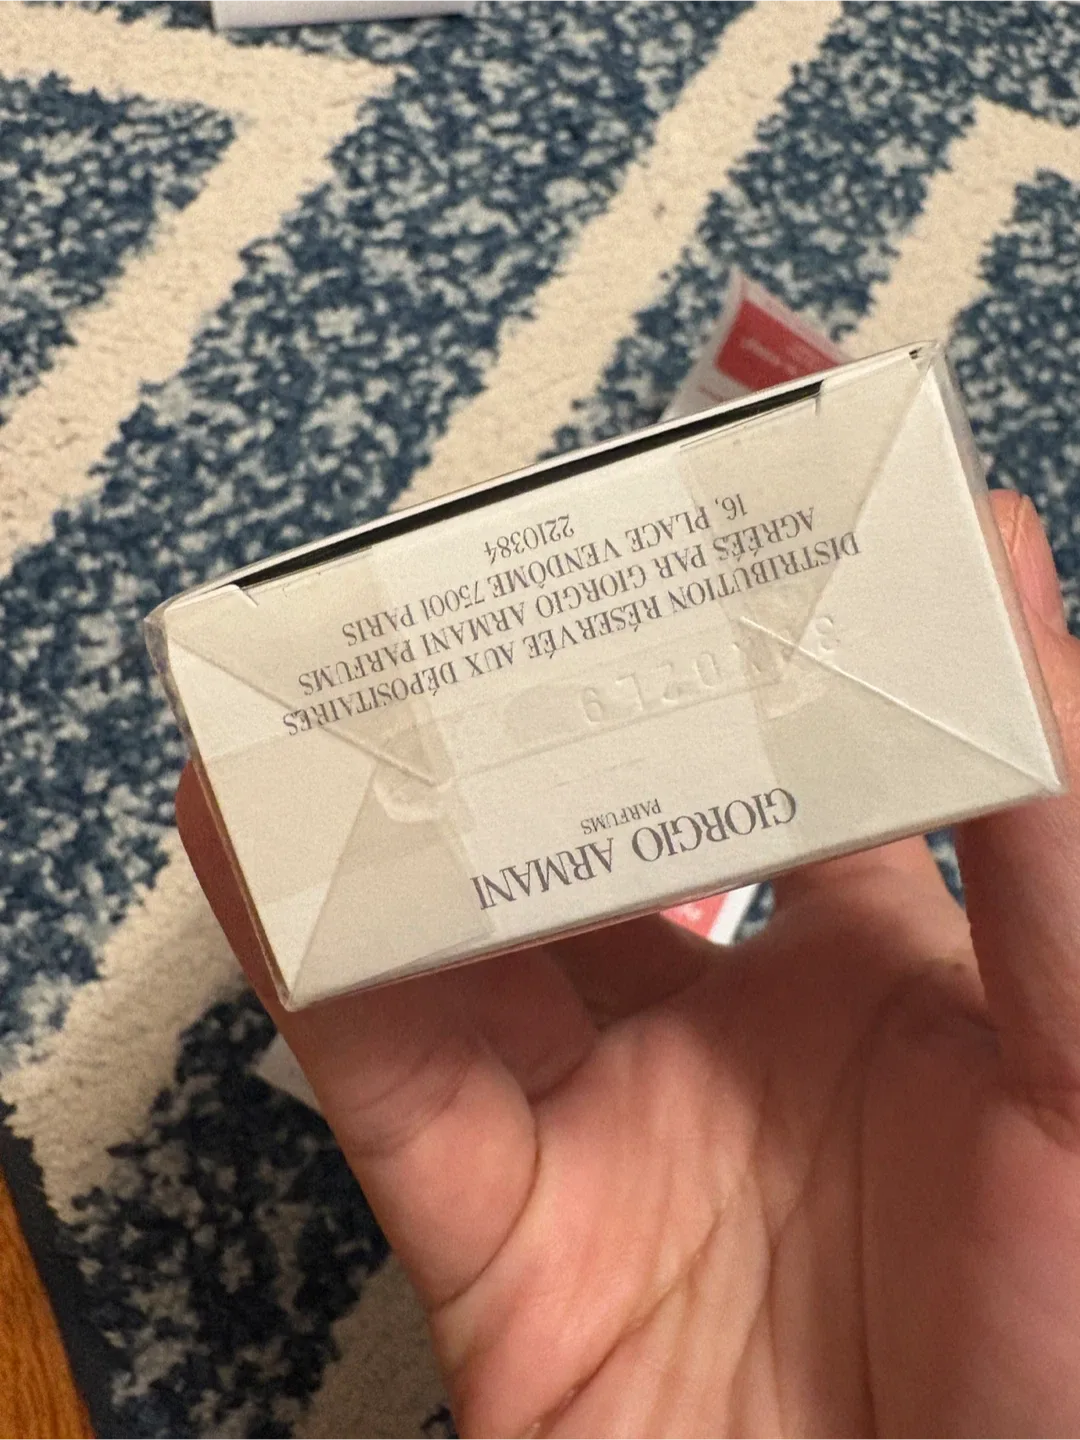 GIORGIO ARMANI
PARFUMS
DISTRIBUTION RÉSERVÉE AUX DÉPOSITAIRES
AGRÉÉS PAR GIORGIO ARMANI PARFUMS
16, PLACE VENDÔME 75001 PARIS
2210384